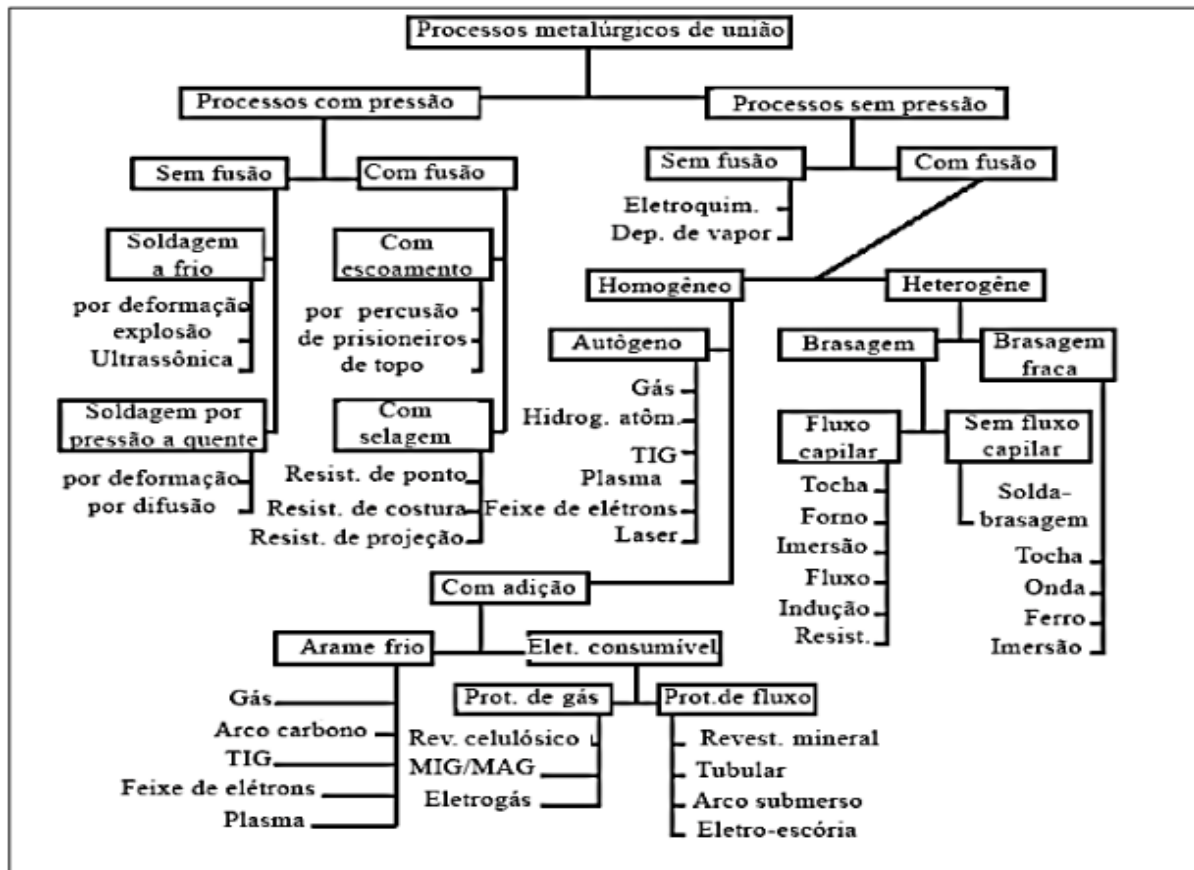 Processos metalúrgicos de união
Processos com pressão
Processos sem pressão
Sem fusão
Com fusão
Sem fusão
Com fusão
Eletroquim.
Dep. de vapor
Soldagem
a frio
por deformação
explosão
Ultrassônica
Soldagem por
pressão a quente
por deformação
por difusão
Com
escoamento
por percusão
de prisioneiros
de topo
Com
selagem
Resist. de ponto
Resist. de costura
Resist. de projeção
Homogêneo
Heterogêne
Autôgeno
Gás
Hidrog. atôm.
TIG
Plasma
Feixe de elétrons
Laser
Brasagem
Brasagem
fraca
Fluxo
capilar
Sem fluxo
capilar
Tocha
Forno
Imersão
Fluxo
Indução
Resist.
Solda-
brasagem
Tocha
Onda
Ferro
Imersão
Com adição
Arame frio
Elet. consumível
Gás
Arco carbono
TIG
Feixe de elétrons
Plasma
Prot. de gás
Prot.de fluxo
Rev. celulósico
MIG/MAG
Eletrogás
Revest. mineral
Tubular
Arco submerso
Eletro-escória